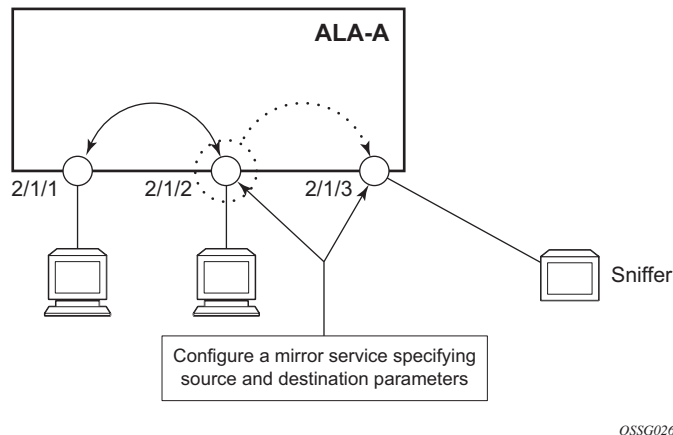 ALA-A
2/1/1
2/1/2
2/1/3
Sniffer
Configure a mirror service specifying
source and destination parameters
OSSG026